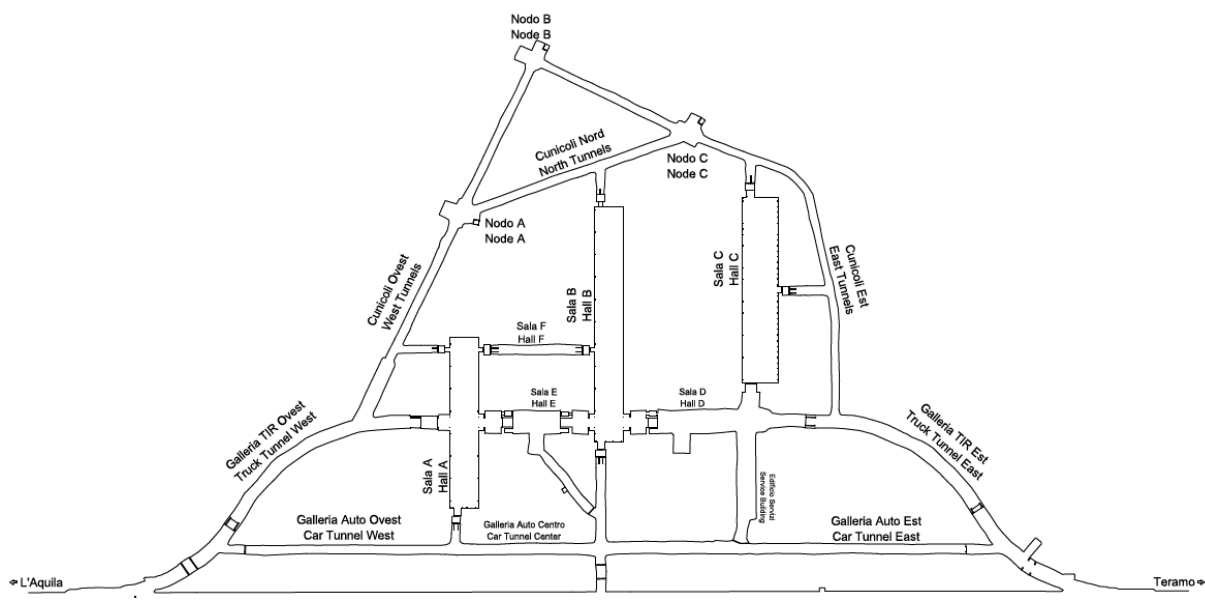 Nodo B
Node B
Cunicoli Nord
North Tunnels
Nodo C
Node C
Nodo A
Node A
Cunicoli Ovest
West Tunnels
Sala B
Hall B
Sala C
Hall C
Cunicoli Est
East Tunnels
Sala F
Hall F
Sala E
Hall E
Sala D
Hall D
Galleria TIR Ovest
Truck Tunnel West
Sala A
Hall A
Galleria TIR Est
Truck Tunnel East
Edificio Servizi
Service Building
Galleria Auto Ovest
Car Tunnel West
Galleria Auto Centro
Car Tunnel Center
Galleria Auto Est
Car Tunnel East
L'Aquila
Teramo